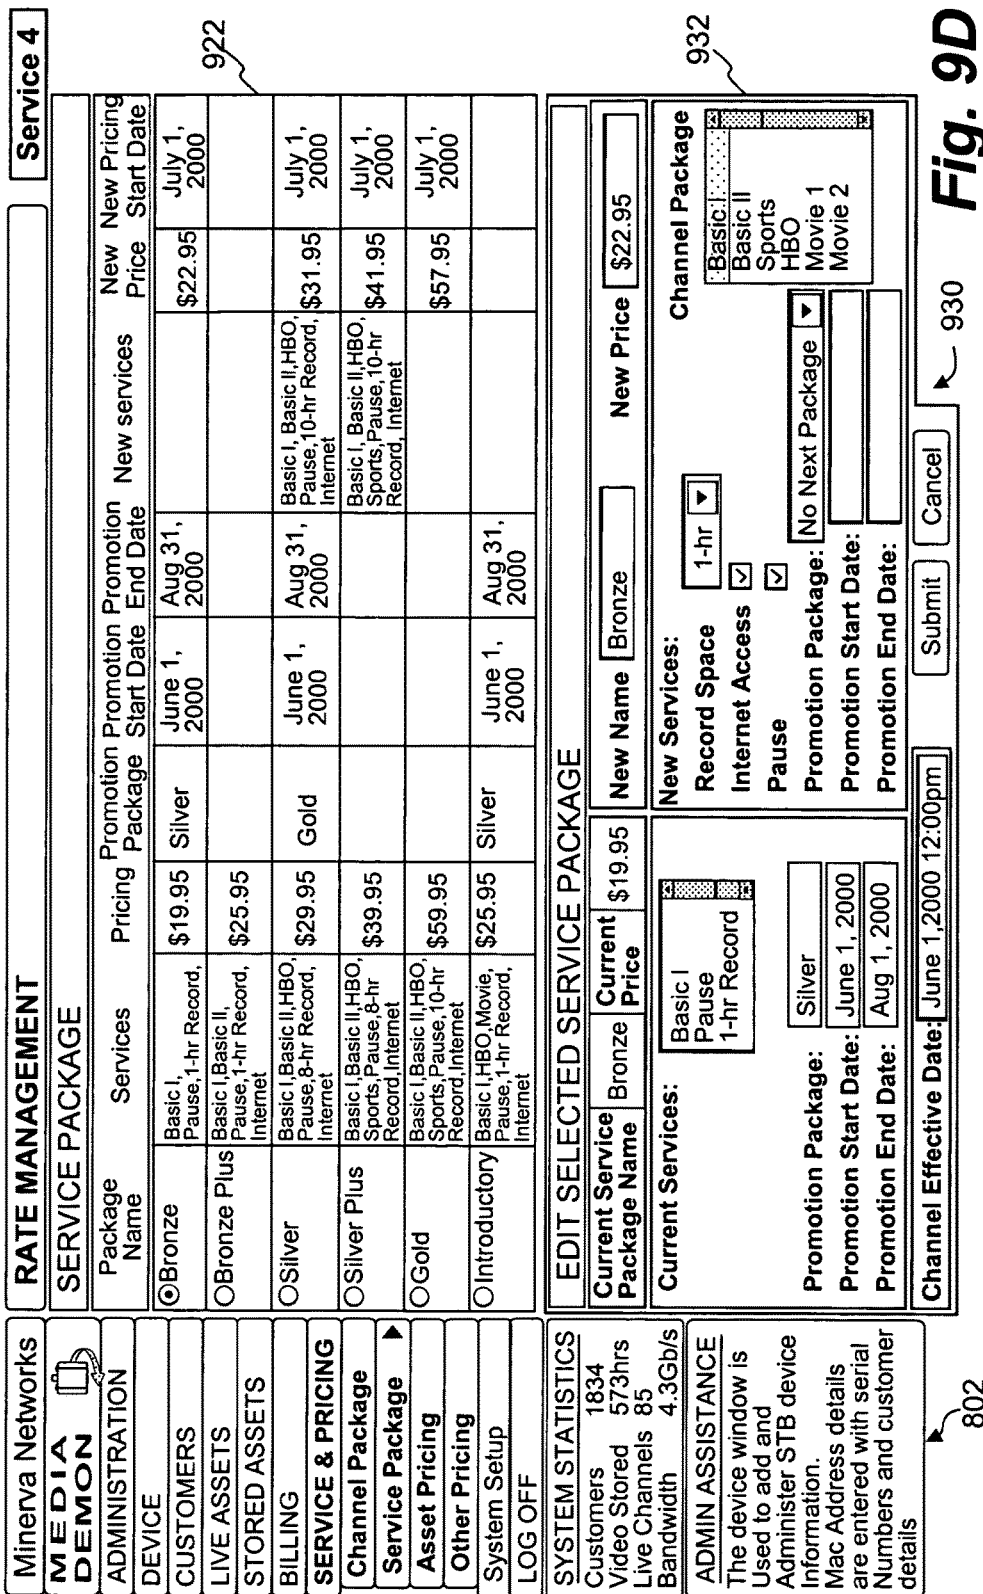 Minerva Networks
MEDIA
DEMON
ADMINISTRATION
DEVICE
CUSTOMERS
LIVE ASSETS
STORED ASSETS
BILLING
SERVICE & PRICING
Channel Package
Service Package
Asset Pricing
Other Pricing
System Setup
LOG OFF
SYSTEM STATISTICS
Customers 1834
Video Stored 573hrs
Live Channels 85
Bandwidth 4.3Gb/s
ADMIN ASSISTANCE
The device window is
Used to add and
Administer STB device
Information.
Mac Address details
are entered with serial
Numbers and customer
details
802
RATE MANAGEMENT
Service 4
SERVICE PACKAGE
Package Name Services Pricing Promotion Package Promotion Start Date Promotion End Date New services New Price New Pricing Start Date
Bronze Basic I, Pause,1-hr Record, $19.95 Silver June 1, 2000 Aug 31, 2000 $22.95 July 1, 2000
Bronze Plus Basic I,Basic II, Pause,1-hr Record, Internet $25.95
Silver Basic I,Basic II,HBO, Pause,8-hr Record, Internet $29.95 Gold June 1, 2000 Aug 31, 2000 Basic I, Basic II,HBO, Pause,10-hr Record, Internet $31.95 July 1, 2000
Silver Plus Basic I,Basic II,HBO, Sports,Pause,8-hr Record,Internet $39.95 Basic I, Basic II,HBO, Sports,Pause,10-hr Record, Internet $41.95 July 1, 2000
Gold Basic I,Basic II,HBO, Sports,Pause,10-hr Record,Internet $59.95 $57.95 July 1, 2000
Introductory Basic I,HBO,Movie, Pause,1-hr Record, Internet $25.95 Silver June 1, 2000 Aug 31, 2000
922
EDIT SELECTED SERVICE PACKAGE
Current Service Package Name Bronze Current Price $19.95 New Name Bronze New Price $22.95
Current Services:
Basic I
Pause
1-hr Record
Promotion Package: Silver
Promotion Start Date: June 1, 2000
Promotion End Date: Aug 1, 2000
New Services:
Record Space 1-hr
Internet Access
Pause
Promotion Package: No Next Package
Promotion Start Date:
Promotion End Date:
Channel Package
Basic I
Basic II
Sports
HBO
Movie 1
Movie 2
932
Channel Effective Date: June 1,2000 12:00pm
Submit Cancel
930
Fig. 9D